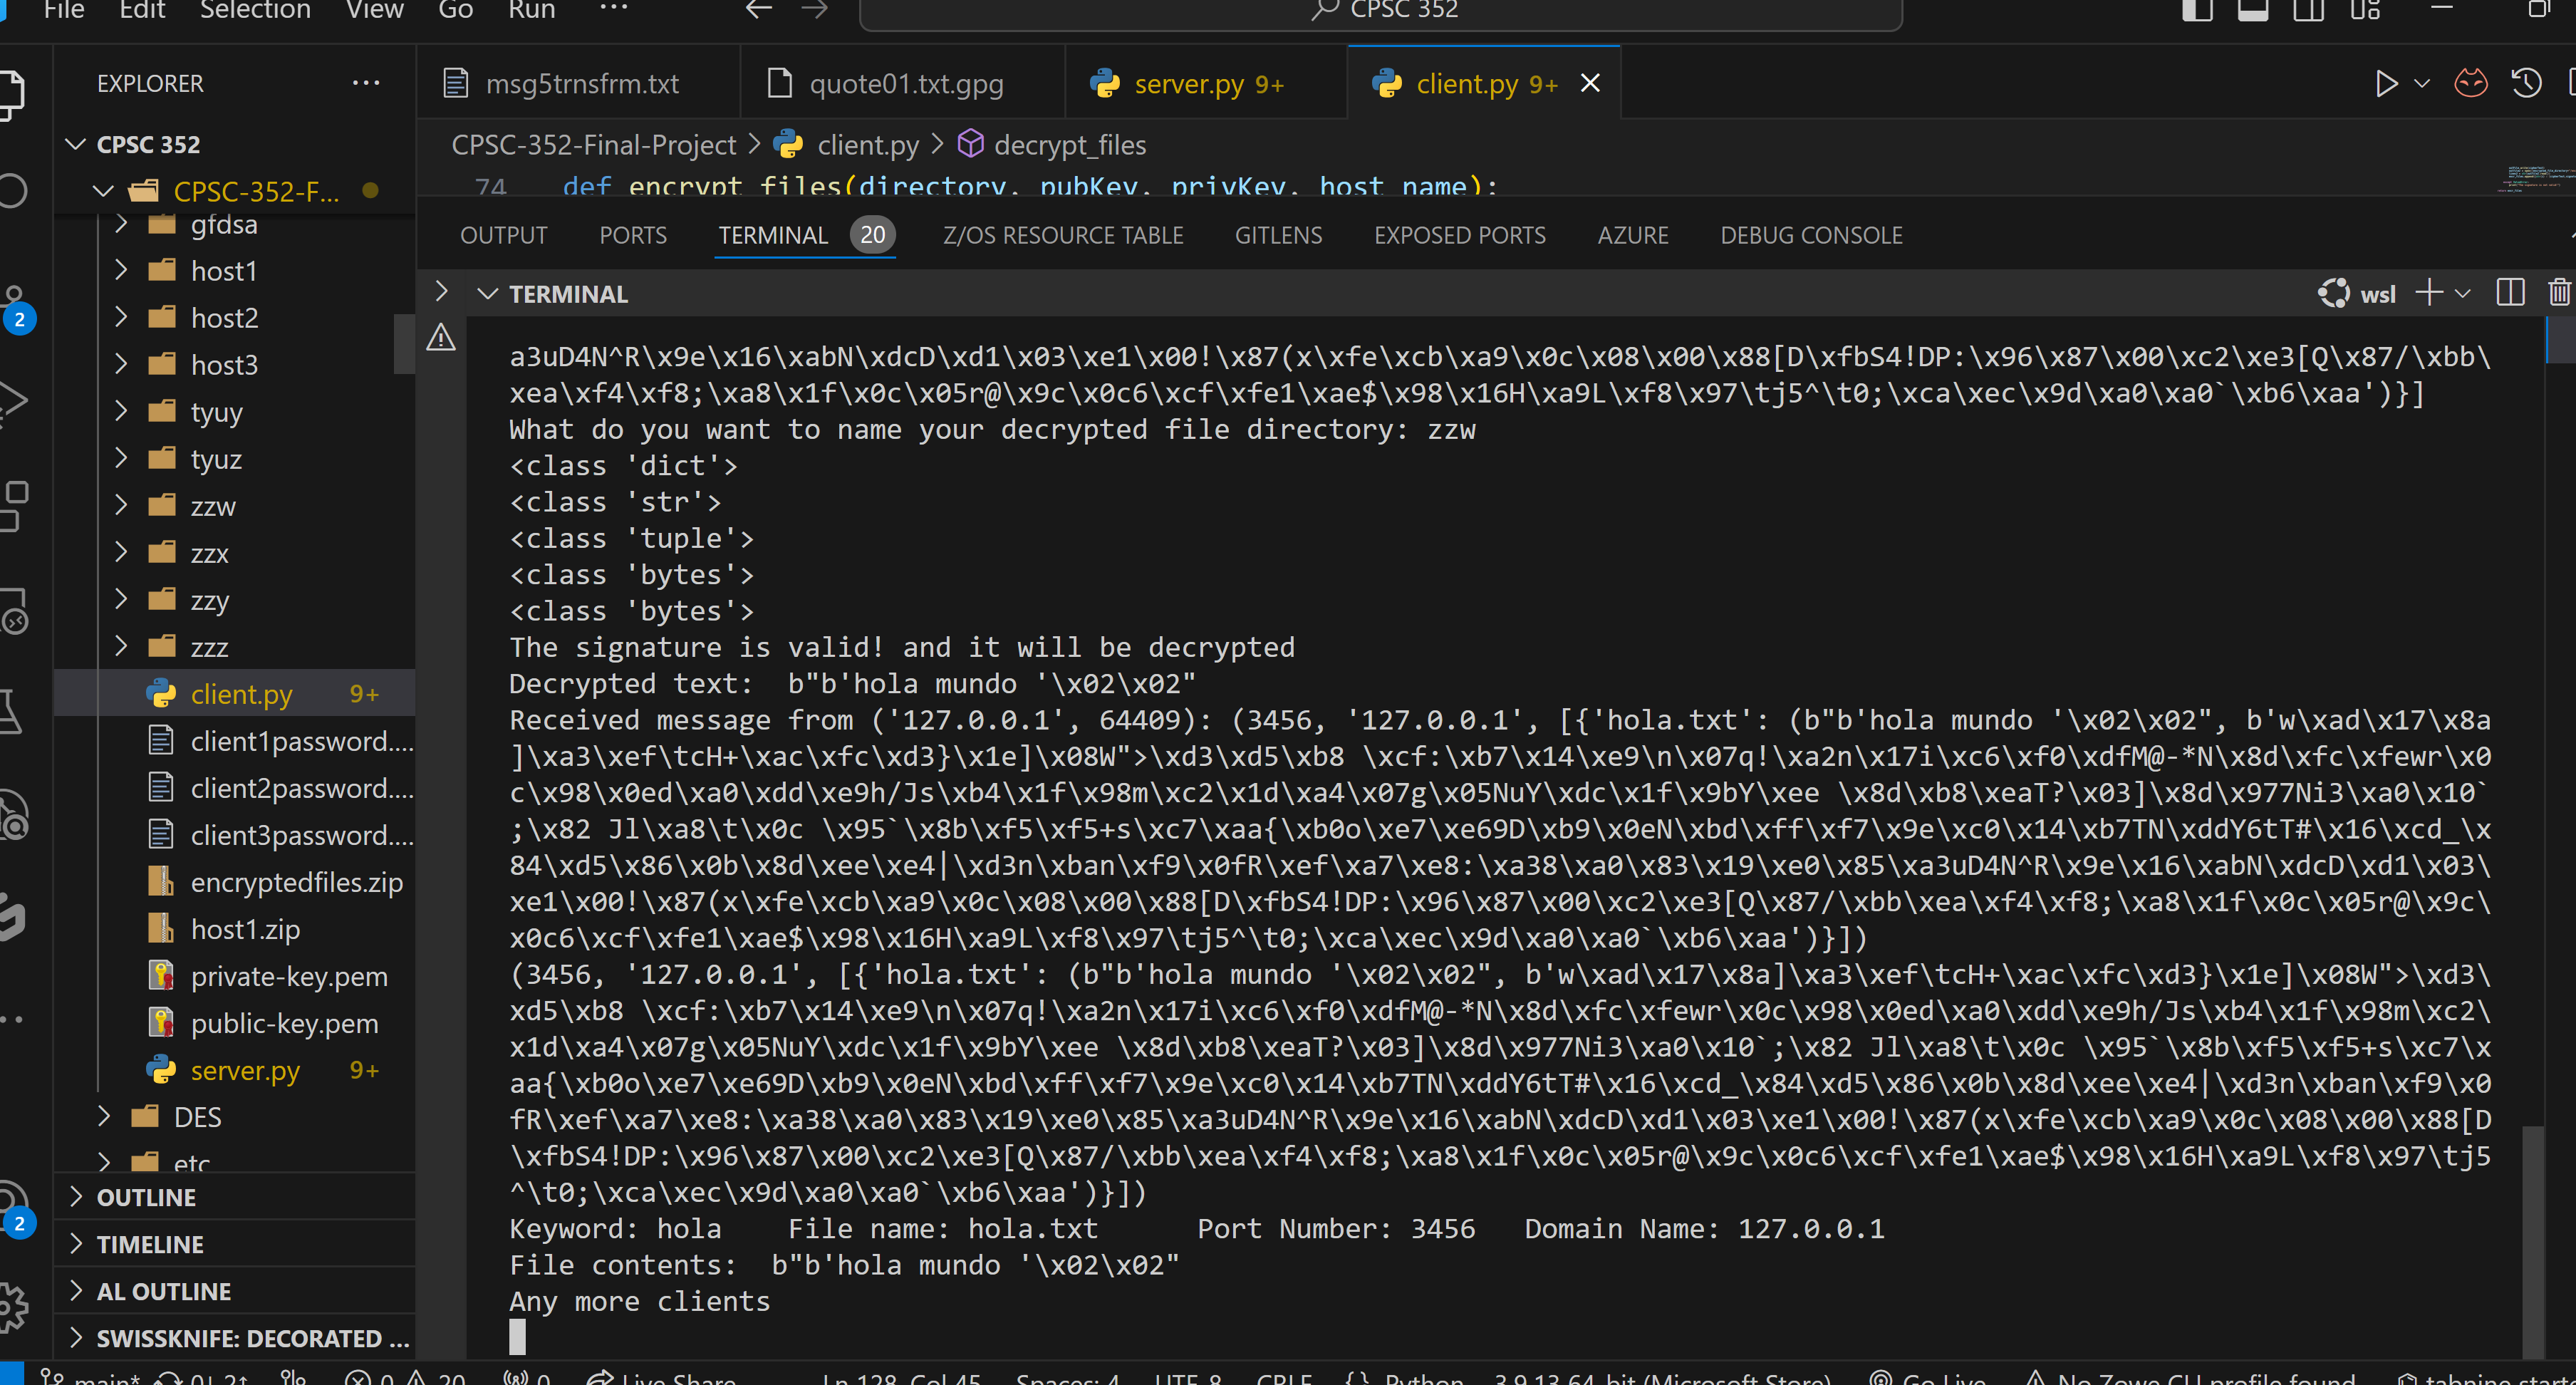 File Edit Selection View Go Run ... CPSC 352
EXPLORER ...
msg5trnsfrm.txt quote01.txt.gpg server.py 9+ client.py 9+
CPSC 352
CPSC-352-F...
gfdsa
host1
host2
host3
tyuy
tyuz
zzw
zzx
zzy
zzz
client.py 9+
client1password....
client2password....
client3password....
encryptedfiles.zip
host1.zip
private-key.pem
public-key.pem
server.py 9+
DES
etc
OUTLINE
TIMELINE
AL OUTLINE
SWISSKNIFE: DECORATED ...
2
2
CPSC-352-Final-Project > client.py > decrypt_files
74 def encrypt_files(directory, pubKey, privKey, host_name):
OUTPUT PORTS TERMINAL 20 Z/OS RESOURCE TABLE GITLENS EXPOSED PORTS AZURE DEBUG CONSOLE
TERMINAL wsl
a3uD4N^R\x9e\x16\xabN\xdcD\xd1\x03\xe1\x00!\x87(x\xfe\xcb\xa9\x0c\x08\x00\x88[D\xfbS4!DP:\x96\x87\x00\xc2\xe3[Q\x87/\xbb\
xea\xf4\xf8;\xa8\x1f\x0c\x05r@\x9c\x0c6\xcf\xfe1\xae$\x98\x16H\xa9L\xf8\x97\tj5^\t0;\xca\xec\x9d\xa0\xa0`\xb6\xaa')}]
What do you want to name your decrypted file directory: zzw
<class 'dict'>
<class 'str'>
<class 'tuple'>
<class 'bytes'>
<class 'bytes'>
The signature is valid! and it will be decrypted
Decrypted text:  b"b'hola mundo '\x02\x02"
Received message from ('127.0.0.1', 64409): (3456, '127.0.0.1', [{'hola.txt': (b"b'hola mundo '\x02\x02", b'w\xad\x17\x8a
]\xa3\xef\tcH+\xac\xfc\xd3}\x1e]\x08W">\xd3\xd5\xb8 \xcf:\xb7\x14\xe9\n\x07q!\xa2n\x17i\xc6\xf0\xdfM@-*N\x8d\xfc\xfewr\x0
c\x98\x0ed\xa0\xdd\xe9h/Js\xb4\x1f\x98m\xc2\x1d\xa4\x07g\x05NuY\xdc\x1f\x9bY\xee \x8d\xb8\xeaT?\x03]\x8d\x977Ni3\xa0\x10`
;\x82 Jl\xa8\t\x0c \x95`\x8b\xf5\xf5+s\xc7\xaa{\xb0o\xe7\xe69D\xb9\x0eN\xbd\xff\xf7\x9e\xc0\x14\xb7TN\xddY6tT#\x16\xcd_\x
84\xd5\x86\x0b\x8d\xee\xe4|\xd3n\xban\xf9\x0fR\xef\xa7\xe8:\xa38\xa0\x83\x19\xe0\x85\xa3uD4N^R\x9e\x16\xabN\xdcD\xd1\x03\
xe1\x00!\x87(x\xfe\xcb\xa9\x0c\x08\x00\x88[D\xfbS4!DP:\x96\x87\x00\xc2\xe3[Q\x87/\xbb\xea\xf4\xf8;\xa8\x1f\x0c\x05r@\x9c\
x0c6\xcf\xfe1\xae$\x98\x16H\xa9L\xf8\x97\tj5^\t0;\xca\xec\x9d\xa0\xa0`\xb6\xaa')}])
(3456, '127.0.0.1', [{'hola.txt': (b"b'hola mundo '\x02\x02", b'w\xad\x17\x8a]\xa3\xef\tcH+\xac\xfc\xd3}\x1e]\x08W">\xd3\
xd5\xb8 \xcf:\xb7\x14\xe9\n\x07q!\xa2n\x17i\xc6\xf0\xdfM@-*N\x8d\xfc\xfewr\x0c\x98\x0ed\xa0\xdd\xe9h/Js\xb4\x1f\x98m\xc2\
x1d\xa4\x07g\x05NuY\xdc\x1f\x9bY\xee \x8d\xb8\xeaT?\x03]\x8d\x977Ni3\xa0\x10`;\x82 Jl\xa8\t\x0c \x95`\x8b\xf5\xf5+s\xc7\x
aa{\xb0o\xe7\xe69D\xb9\x0eN\xbd\xff\xf7\x9e\xc0\x14\xb7TN\xddY6tT#\x16\xcd_\x84\xd5\x86\x0b\x8d\xee\xe4|\xd3n\xban\xf9\x0
fR\xef\xa7\xe8:\xa38\xa0\x83\x19\xe0\x85\xa3uD4N^R\x9e\x16\xabN\xdcD\xd1\x03\xe1\x00!\x87(x\xfe\xcb\xa9\x0c\x08\x00\x88[D
\xfbS4!DP:\x96\x87\x00\xc2\xe3[Q\x87/\xbb\xea\xf4\xf8;\xa8\x1f\x0c\x05r@\x9c\x0c6\xcf\xfe1\xae$\x98\x16H\xa9L\xf8\x97\tj5
^\t0;\xca\xec\x9d\xa0\xa0`\xb6\xaa')}])
Keyword: hola    File name: hola.txt      Port Number: 3456   Domain Name: 127.0.0.1
File contents:  b"b'hola mundo '\x02\x02"
Any more clients
main* 0↓ 2↑ 0 20 0 Live Share Ln 128, Col 45 Spaces: 4 UTF-8 CRLF {} Python 3.9.13 64-bit (Microsoft Store) Go Live No Zowe CLI profile found tabnine start